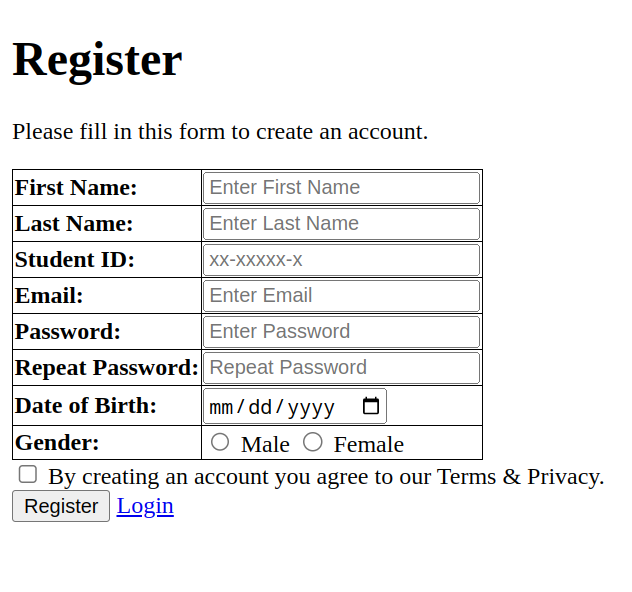 Register
Please fill in this form to create an account.
First Name: Enter First Name
Last Name: Enter Last Name
Student ID: xx-xxxxx-x
Email: Enter Email
Password: Enter Password
Repeat Password: Repeat Password
Date of Birth: mm/dd/yyyy
Gender: Male Female
By creating an account you agree to our Terms & Privacy.
Register Login